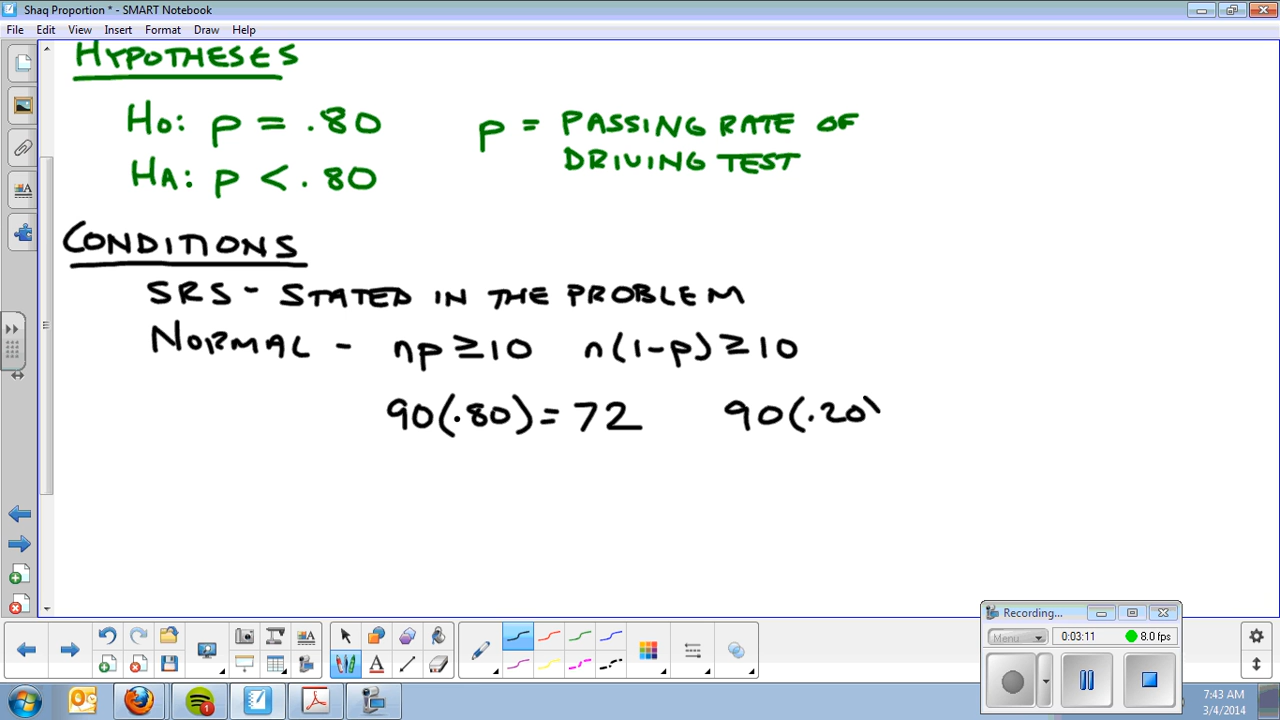 Shaq Proportion * - SMART Notebook
File Edit View Insert Format Draw Help
HYPOTHESES
Ho: p = .80
HA: p < .80
p = PASSING RATE OF
DRIVING TEST
CONDITIONS
SRS - STATED IN THE PROBLEM
NORMAL - np ≥ 10 n(1-p) ≥ 10
90(.80) = 72 90(.20)
Recording...
Menu 0:03:11 8.0 fps
7:43 AM
3/4/2014